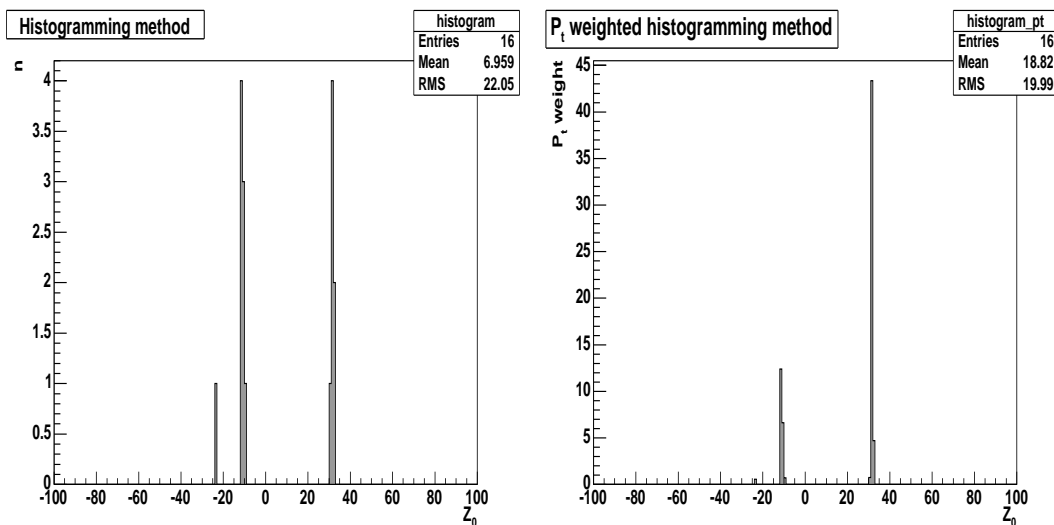 Histogramming method
histogram
Entries 16
Mean 6.959
RMS 22.05
n
4
3.5
3
2.5
2
1.5
1
0.5
0
-100 -80 -60 -40 -20 0 20 40 60 80 100
Z0
Pt weighted histogramming method
histogram_pt
Entries 16
Mean 18.82
RMS 19.99
Pt weight
45
40
35
30
25
20
15
10
5
0
-100 -80 -60 -40 -20 0 20 40 60 80 100
Z0